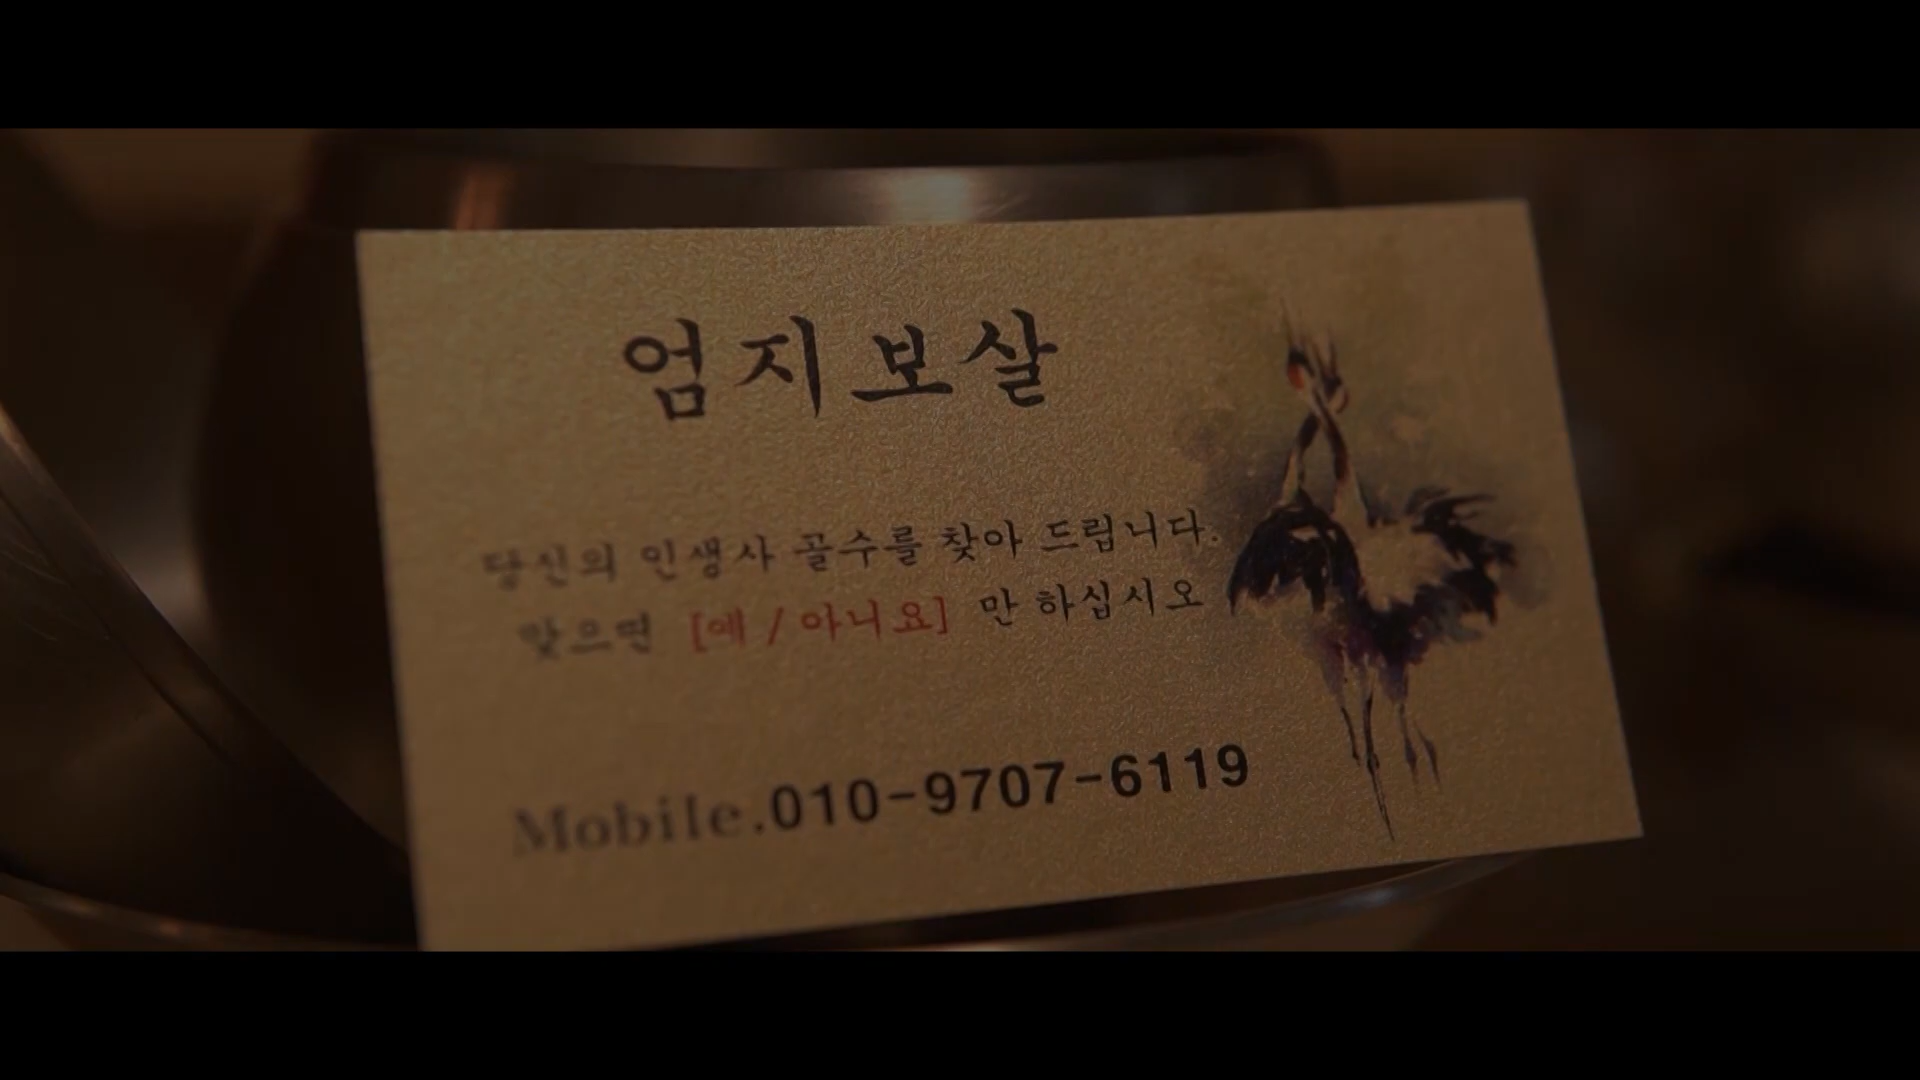 엄지보살
당신의 인생사 골수를 찾아 드립니다.
맞으면 [예 / 아니요] 만 하십시오
Mobile.010-9707-6119